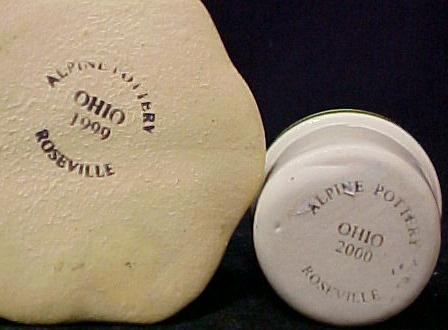 ALPINE POTTERY
OHIO
1999
ROSEVILLE
ALPINE POTTERY
OHIO
2000
ROSEVILLE